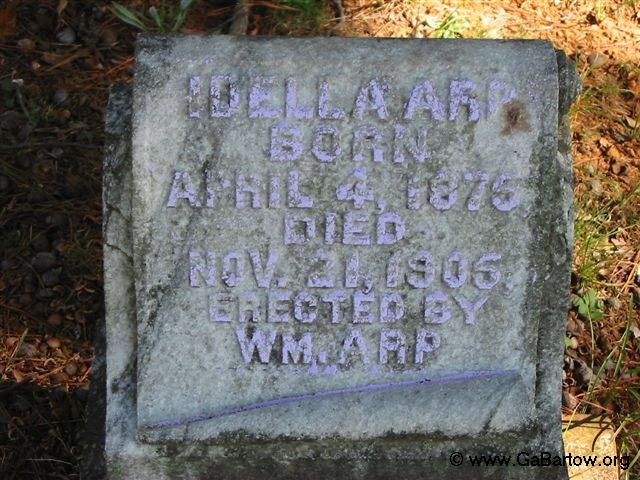 IDELLA ARP
BORN
APRIL 4, 1875
DIED
NOV. 21, 1905.
ERECTED BY
WM. ARP
© www.GaBartow.org